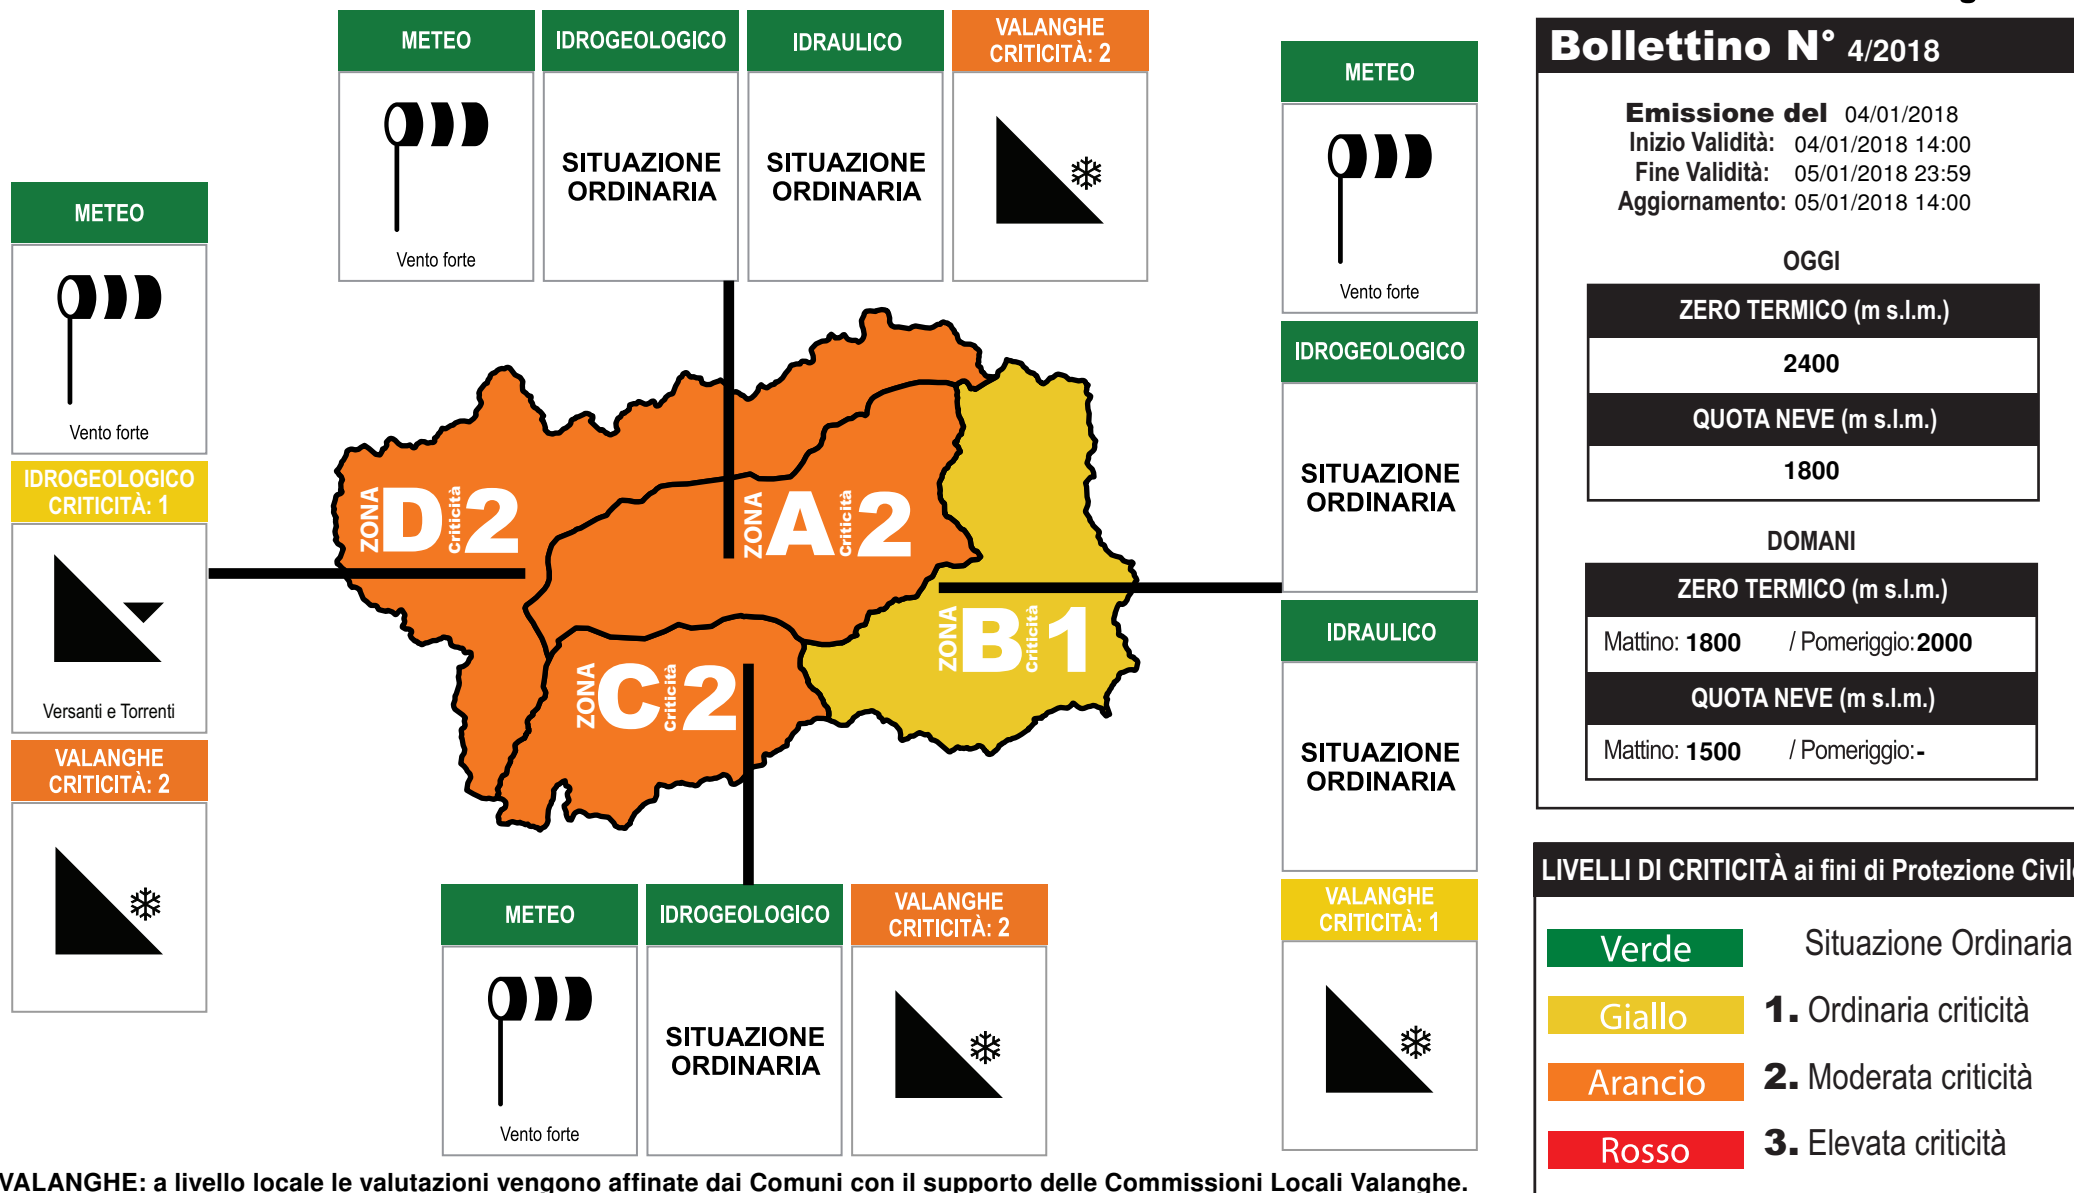 METEO
Vento forte
IDROGEOLOGICO
CRITICITÀ: 1
Versanti e Torrenti
VALANGHE
CRITICITÀ: 2
METEO
Vento forte
IDROGEOLOGICO
SITUAZIONE
ORDINARIA
IDRAULICO
SITUAZIONE
ORDINARIA
VALANGHE
CRITICITÀ: 2
ZONA D Criticità 2
ZONA A Criticità 2
ZONA B Criticità 1
ZONA C Criticità 2
METEO
Vento forte
IDROGEOLOGICO
SITUAZIONE
ORDINARIA
VALANGHE
CRITICITÀ: 2
METEO
Vento forte
IDROGEOLOGICO
SITUAZIONE
ORDINARIA
IDRAULICO
SITUAZIONE
ORDINARIA
VALANGHE
CRITICITÀ: 1
Bollettino N° 4/2018
Emissione del 04/01/2018
Inizio Validità: 04/01/2018 14:00
Fine Validità: 05/01/2018 23:59
Aggiornamento: 05/01/2018 14:00
OGGI
ZERO TERMICO (m s.l.m.)
2400
QUOTA NEVE (m s.l.m.)
1800
DOMANI
ZERO TERMICO (m s.l.m.)
Mattino: 1800 / Pomeriggio: 2000
QUOTA NEVE (m s.l.m.)
Mattino: 1500 / Pomeriggio: -
LIVELLI DI CRITICITÀ ai fini di Protezione Civile
Verde Situazione Ordinaria
Giallo 1. Ordinaria criticità
Arancio 2. Moderata criticità
Rosso 3. Elevata criticità
VALANGHE: a livello locale le valutazioni vengono affinate dai Comuni con il supporto delle Commissioni Locali Valanghe.